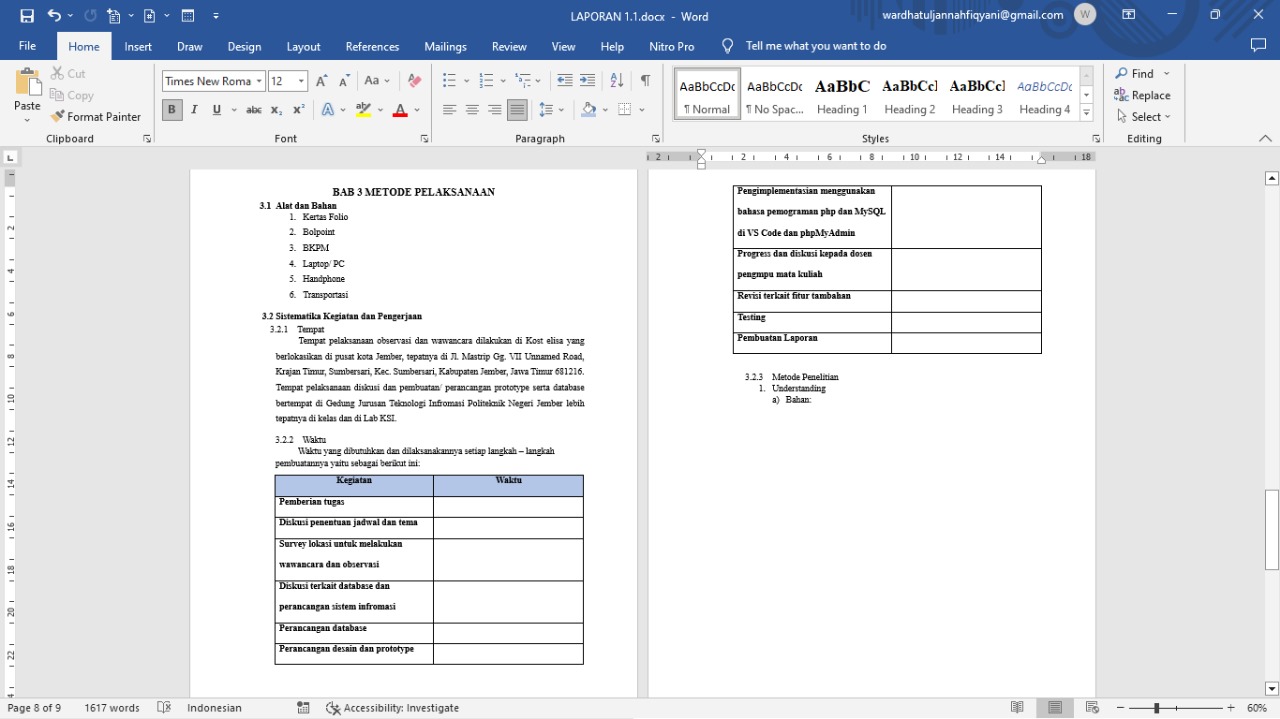 LAPORAN 1.1.docx - Word
wardhatuljannahfiqyani@gmail.com W
File Home Insert Draw Design Layout References Mailings Review View Help Nitro Pro Tell me what you want to do
Paste
Cut
Copy
Format Painter
Clipboard
Times New Roma 12
Font
Paragraph
AaBbCcDc AaBbCcDc AaBbC AaBbCcI AaBbCcI AaBbCcDc
¶ Normal ¶ No Spac... Heading 1 Heading 2 Heading 3 Heading 4
Styles
Find
Replace
Select
Editing
BAB 3 METODE PELAKSANAAN
3.1 Alat dan Bahan
1. Kertas Folio
2. Bolpoint
3. BKPM
4. Laptop/ PC
5. Handphone
6. Transportasi
3.2 Sistematika Kegiatan dan Pengerjaan
3.2.1 Tempat
Tempat pelaksanaan observasi dan wawancara dilakukan di Kost elisa yang
berlokasikan di pusat kota Jember, tepatnya di Jl. Mastrip Gg. VII Unnamed Road,
Krajan Timur, Sumbersari, Kec. Sumbersari, Kabupaten Jember, Jawa Timur 681216.
Tempat pelaksanaan diskusi dan pembuatan/ perancangan prototype serta database
bertempat di Gedung Jurusan Teknologi Infromasi Politeknik Negeri Jember lebih
tepatnya di kelas dan di Lab KSI.
3.2.2 Waktu
Waktu yang dibutuhkan dan dilaksanakannya setiap langkah – langkah
pembuatannya yaitu sebagai berikut ini:
Kegiatan Waktu
Pemberian tugas
Diskusi penentuan jadwal dan tema
Survey lokasi untuk melakukan
wawancara dan observasi
Diskusi terkait database dan
perancangan sistem infromasi
Perancangan database
Perancangan desain dan prototype
Pengimplementasian menggunakan
bahasa pemograman php dan MySQL
di VS Code dan phpMyAdmin
Progress dan diskusi kepada dosen
pengmpu mata kuliah
Revisi terkait fitur tambahan
Testing
Pembuatan Laporan
3.2.3 Metode Penelitian
1. Understanding
a) Bahan:
Page 8 of 9 1617 words Indonesian Accessibility: Investigate 60%